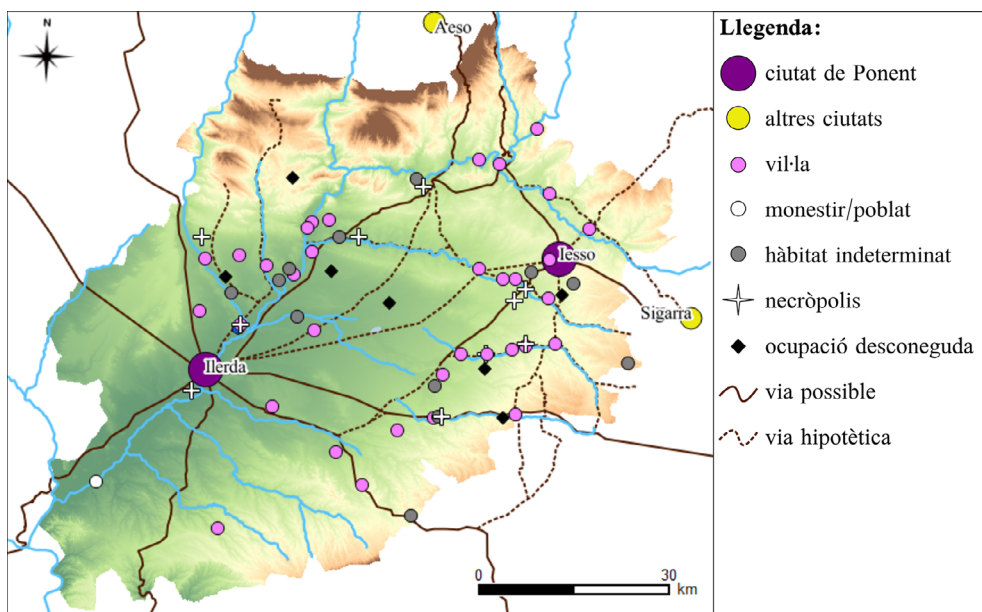 N
Aeso
Iesso
Sigarra
Ilerda
0
30
km
Llegenda:
ciutat de Ponent
altres ciutats
vil·la
monestir/poblat
hàbitat indeterminat
necròpolis
ocupació desconeguda
via possible
via hipotètica